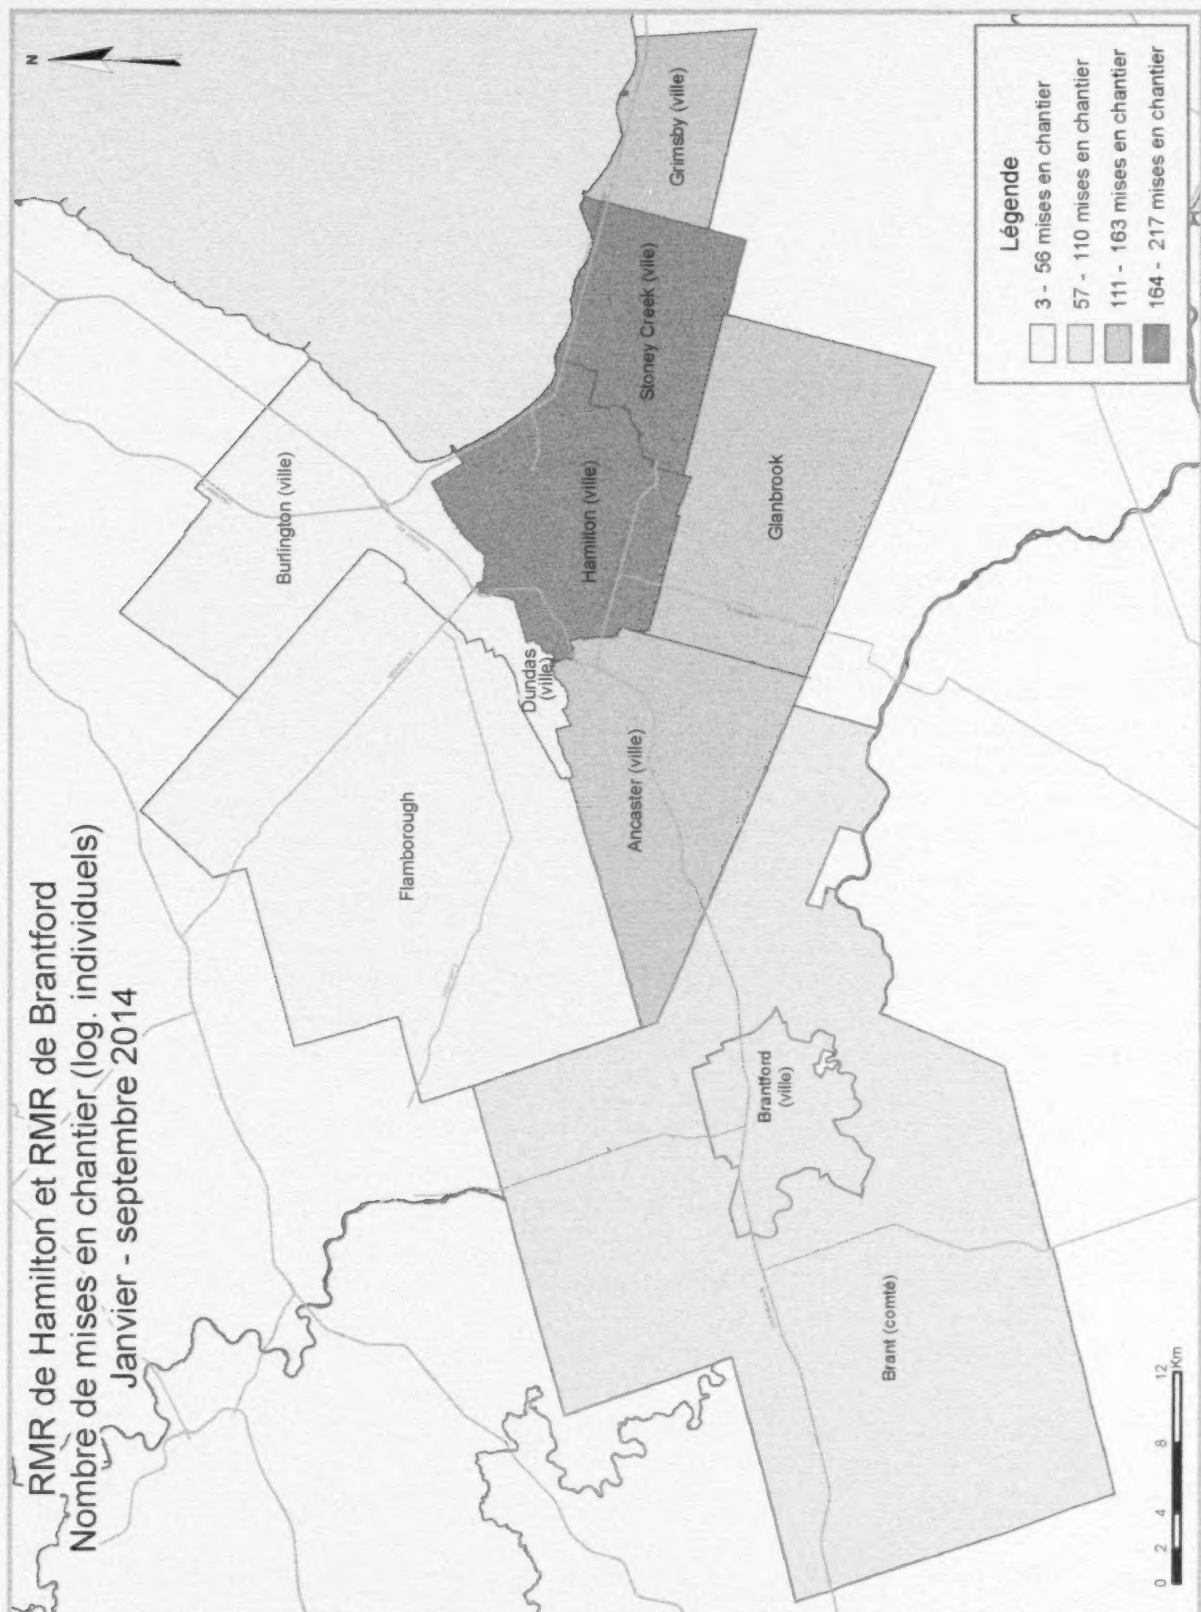 RMR de Hamilton et RMR de Brantford
Nombre de mises en chantier (log. individuels)
Janvier - septembre 2014
N
Burlington (ville)
Flamborough
Dundas
(ville)
Hamilton (ville)
Stoney Creek (ville)
Grimsby (ville)
Ancaster (ville)
Glanbrook
Brantford
(ville)
Brant (comté)
Légende
3 - 56 mises en chantier
57 - 110 mises en chantier
111 - 163 mises en chantier
164 - 217 mises en chantier
0 2 4 8 12
Km